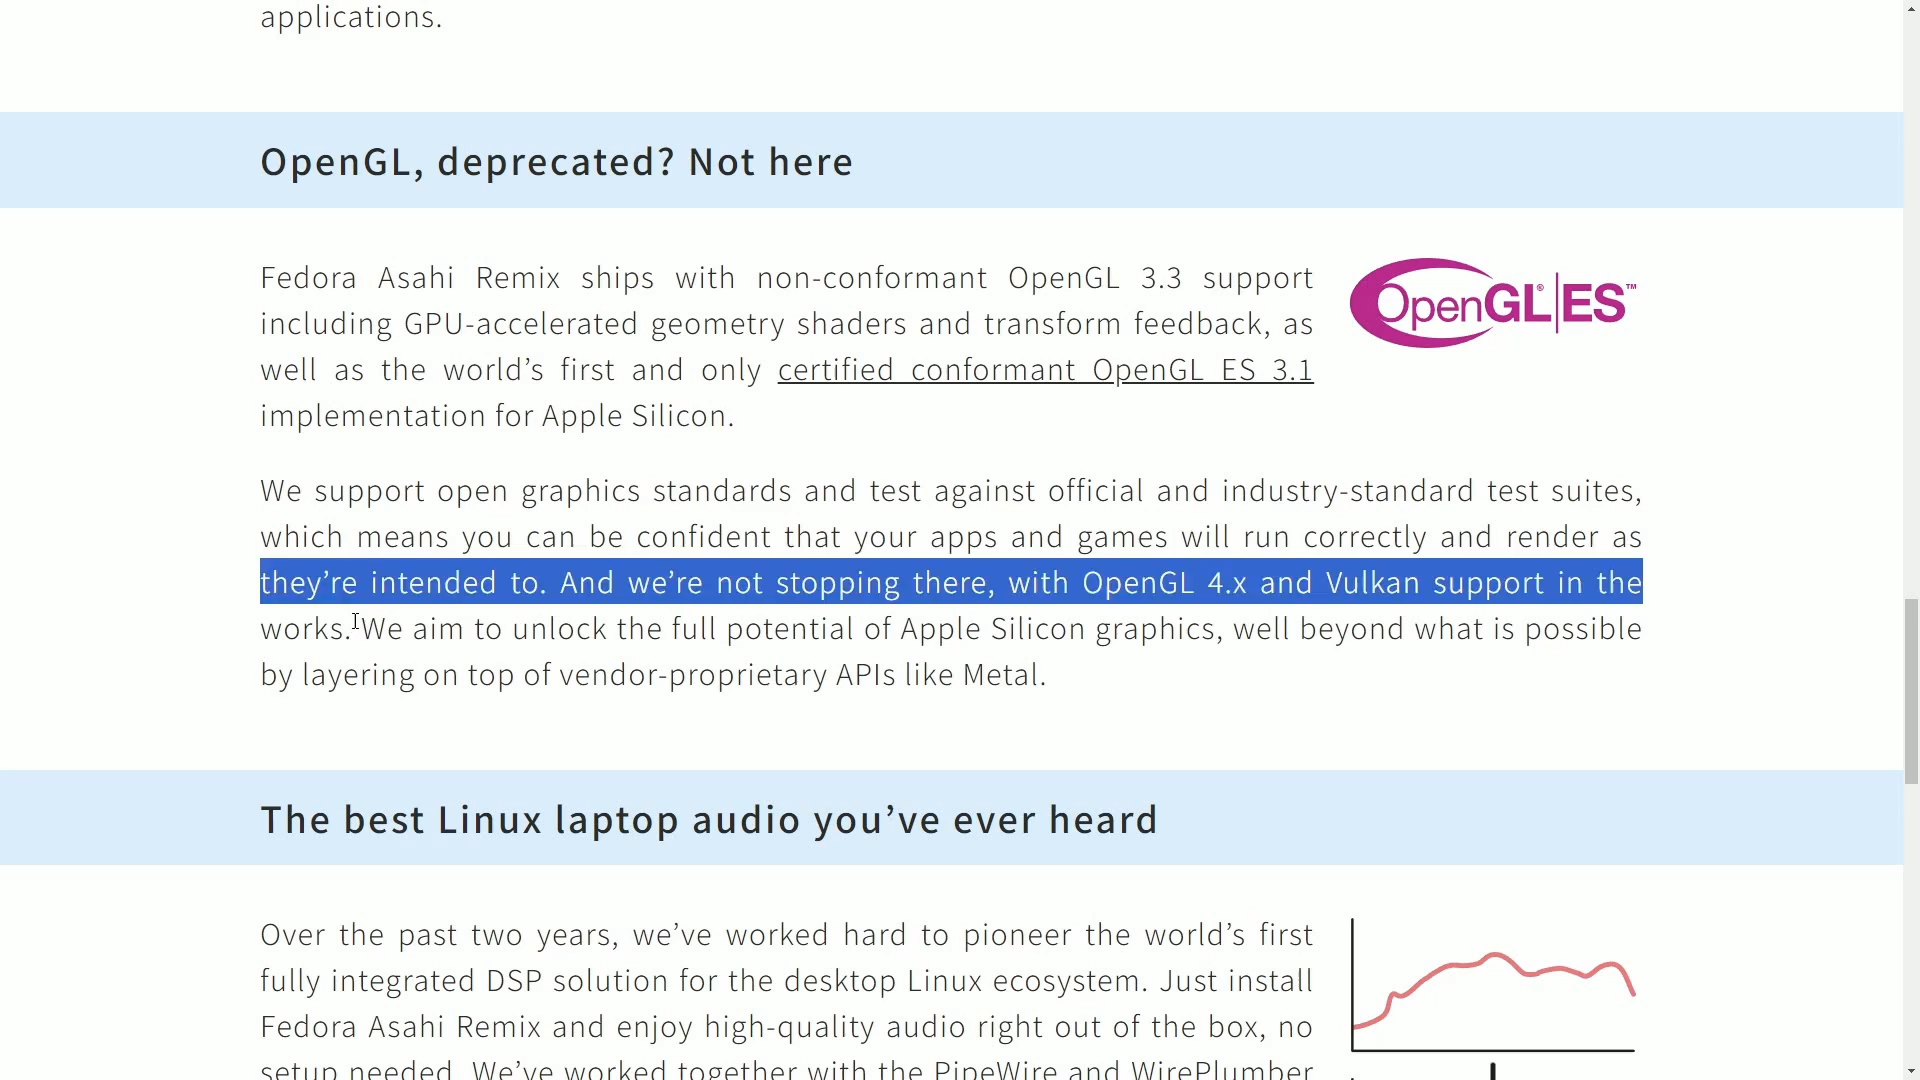 applications.
OpenGL, deprecated? Not here
Fedora Asahi Remix ships with non-conformant OpenGL 3.3 support
including GPU-accelerated geometry shaders and transform feedback, as
well as the world’s first and only certified conformant OpenGL ES 3.1
implementation for Apple Silicon.
OpenGL® ES™
We support open graphics standards and test against official and industry-standard test suites,
which means you can be confident that your apps and games will run correctly and render as
they’re intended to. And we’re not stopping there, with OpenGL 4.x and Vulkan support in the
works. We aim to unlock the full potential of Apple Silicon graphics, well beyond what is possible
by layering on top of vendor-proprietary APIs like Metal.
The best Linux laptop audio you’ve ever heard
Over the past two years, we’ve worked hard to pioneer the world’s first
fully integrated DSP solution for the desktop Linux ecosystem. Just install
Fedora Asahi Remix and enjoy high-quality audio right out of the box, no
setup needed. We’ve worked together with the PipeWire and WirePlumber